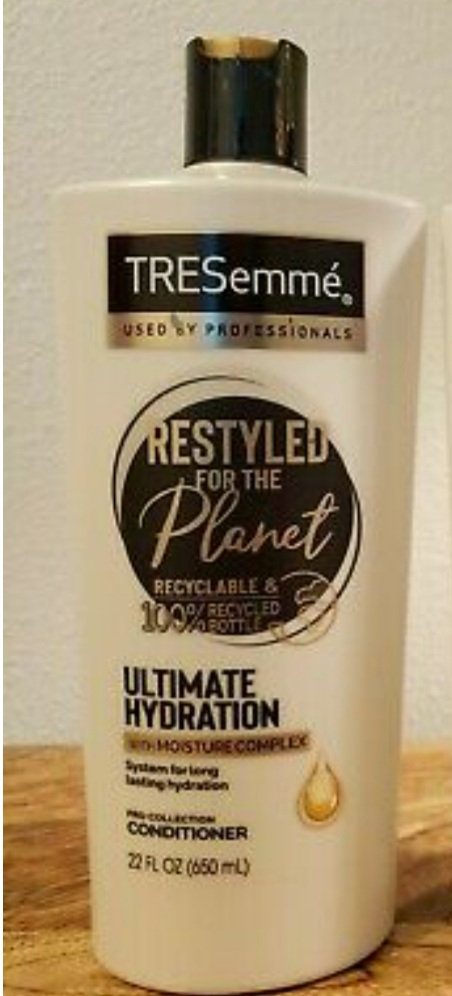 TRESemmé®
USED BY PROFESSIONALS
RESTYLED
FOR THE
Planet
RECYCLABLE &
100% RECYCLED
BOTTLE
ULTIMATE
HYDRATION
WITH MOISTURE COMPLEX
System for long
lasting hydration
PRO COLLECTION
CONDITIONER
22 FL OZ (650 mL)